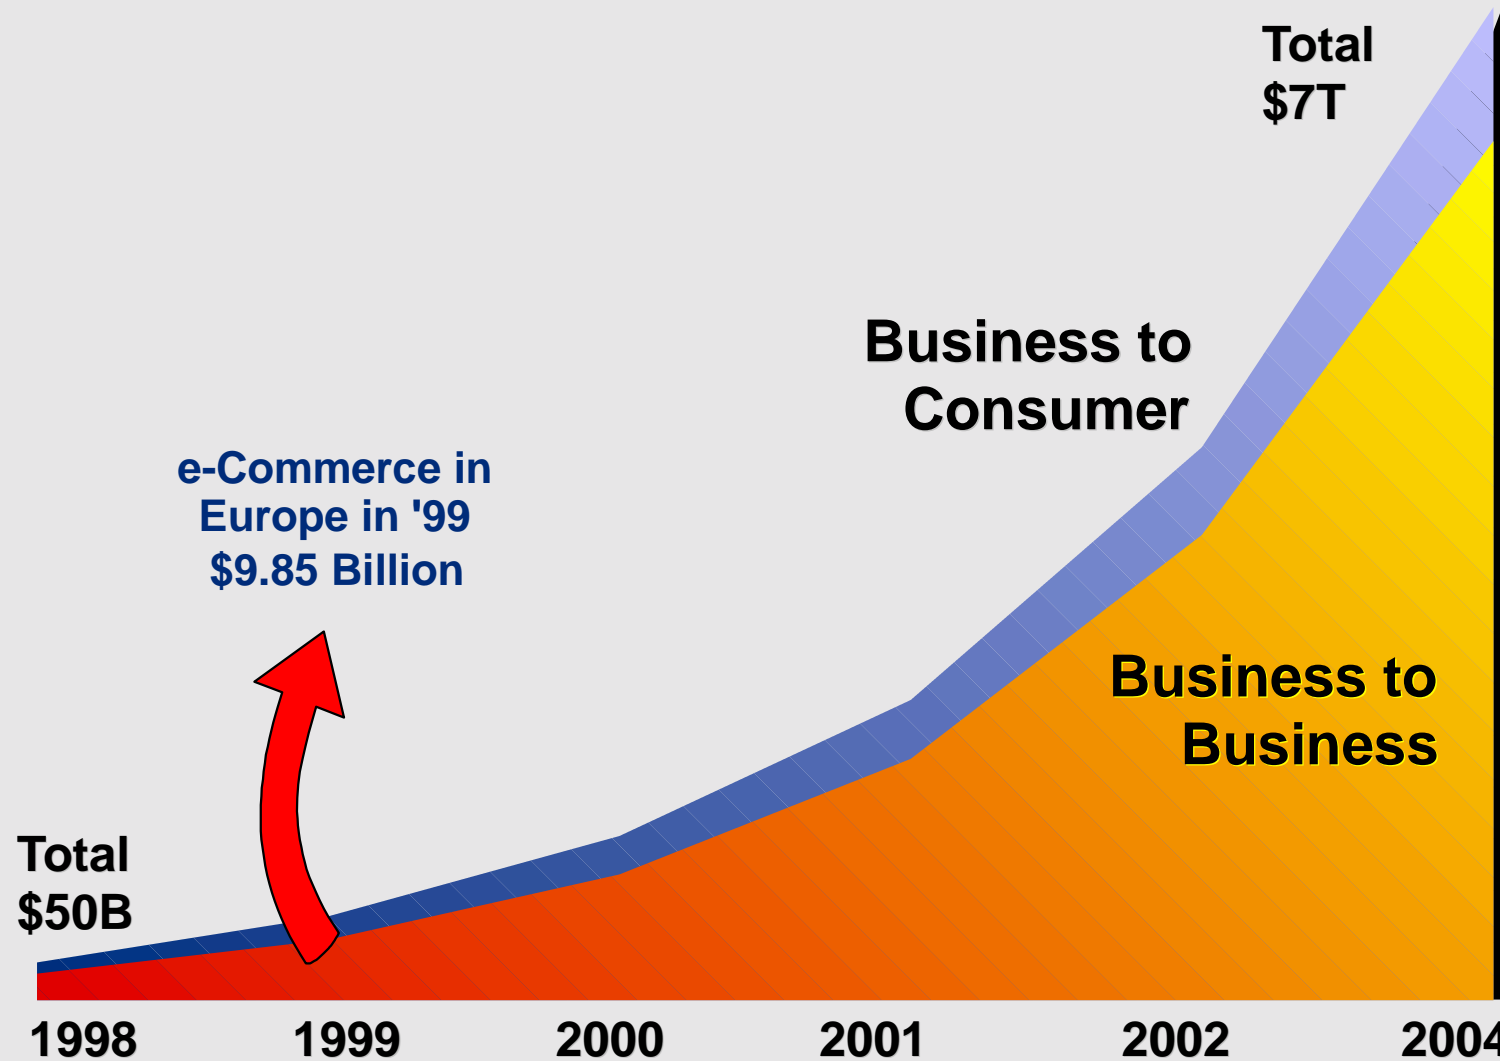 Total
$7T
Business to
Consumer
e-Commerce in
Europe in '99
$9.85 Billion
Business to
Business
Total
$50B
1998 1999 2000 2001 2002 2004